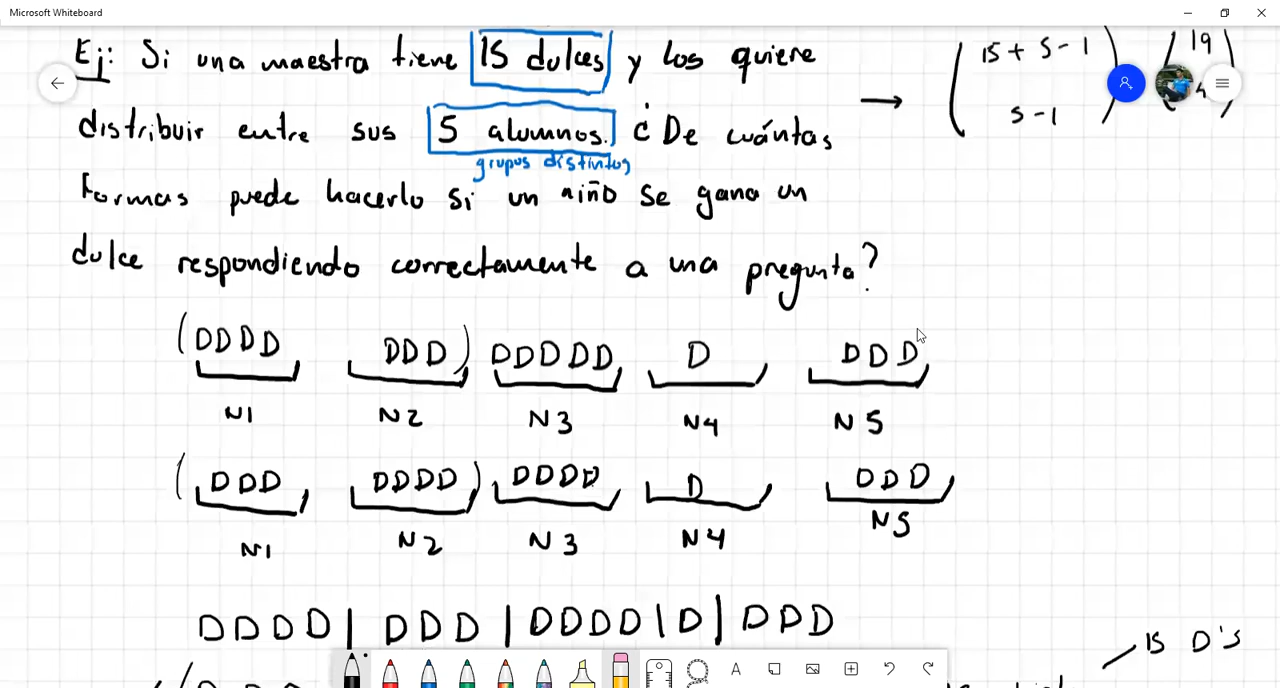 Microsoft Whiteboard
Ej: Si una maestra tiene 15 dulces y los quiere
distribuir entre sus 5 alumnos. ¿De cuántas
grupos distintos
formas puede hacerlo si un niño se gana un
dulce respondiendo correctamente a una pregunta?
→ (15 + 5 - 1
5 - 1) (19
(DDDD DDD) DDDDD D DDD
N1 N2 N3 N4 N5
(DDD DDDD) DDDD D DDD
N1 N2 N3 N4 N5
DDDD | DDD | DDDD | D | DDD
15 D's
A